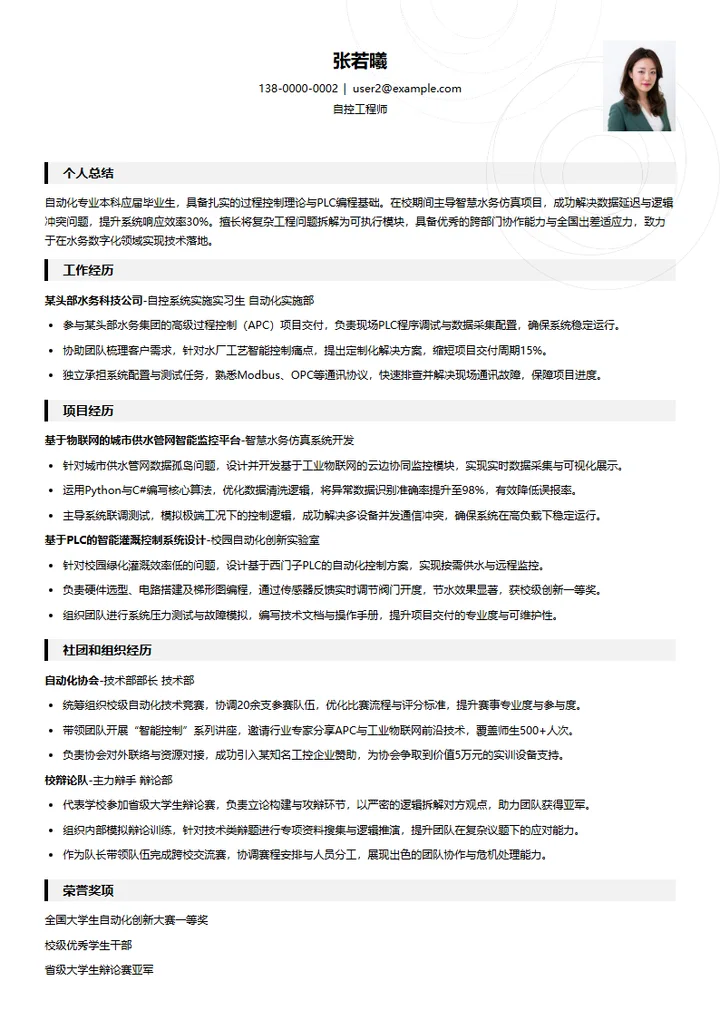 张若曦
138-0000-0002 | user2@example.com
自控工程师
个人总结
自动化专业本科应届毕业生，具备扎实的过程控制理论与PLC编程基础。在校期间主导智慧水务仿真项目，成功解决数据延迟与逻辑
冲突问题，提升系统响应效率30%。擅长将复杂工程问题拆解为可执行模块，具备优秀的跨部门协作能力与全国出差适应力，致力
于在水务数字化领域实现技术落地。
工作经历
某头部水务科技公司-自控系统实施实习生 自动化实施部
• 参与某头部水务集团的高级过程控制（APC）项目交付，负责现场PLC程序调试与数据采集配置，确保系统稳定运行。
• 协助团队梳理客户需求，针对水厂工艺智能控制痛点，提出定制化解决方案，缩短项目交付周期15%。
• 独立承担系统配置与测试任务，熟悉Modbus、OPC等通讯协议，快速排查并解决现场通讯故障，保障项目进度。
项目经历
基于物联网的城市供水管网智能监控平台-智慧水务仿真系统开发
• 针对城市供水管网数据孤岛问题，设计并开发基于工业物联网的云边协同监控模块，实现实时数据采集与可视化展示。
• 运用Python与C#编写核心算法，优化数据清洗逻辑，将异常数据识别准确率提升至98%，有效降低误报率。
• 主导系统联调测试，模拟极端工况下的控制逻辑，成功解决多设备并发通信冲突，确保系统在高负载下稳定运行。
基于PLC的智能灌溉控制系统设计-校园自动化创新实验室
• 针对校园绿化灌溉效率低的问题，设计基于西门子PLC的自动化控制方案，实现按需供水与远程监控。
• 负责硬件选型、电路搭建及梯形图编程，通过传感器反馈实时调节阀门开度，节水效果显著，获校级创新一等奖。
• 组织团队进行系统压力测试与故障模拟，编写技术文档与操作手册，提升项目交付的专业度与可维护性。
社团和组织经历
自动化协会-技术部部长 技术部
• 统筹组织校级自动化技术竞赛，协调20余支参赛队伍，优化比赛流程与评分标准，提升赛事专业度与参与度。
• 带领团队开展“智能控制”系列讲座，邀请行业专家分享APC与工业物联网前沿技术，覆盖师生500+人次。
• 负责协会对外联络与资源对接，成功引入某知名工控企业赞助，为协会争取到价值5万元的实训设备支持。
校辩论队-主力辩手 辩论部
• 代表学校参加省级大学生辩论赛，负责立论构建与攻辩环节，以严密的逻辑拆解对方观点，助力团队获得亚军。
• 组织内部模拟辩论训练，针对技术类辩题进行专项资料搜集与逻辑推演，提升团队在复杂议题下的应对能力。
• 作为队长带领队伍完成跨校交流赛，协调赛程安排与人员分工，展现出色的团队协作与危机处理能力。
荣誉奖项
全国大学生自动化创新大赛一等奖
校级优秀学生干部
省级大学生辩论赛亚军